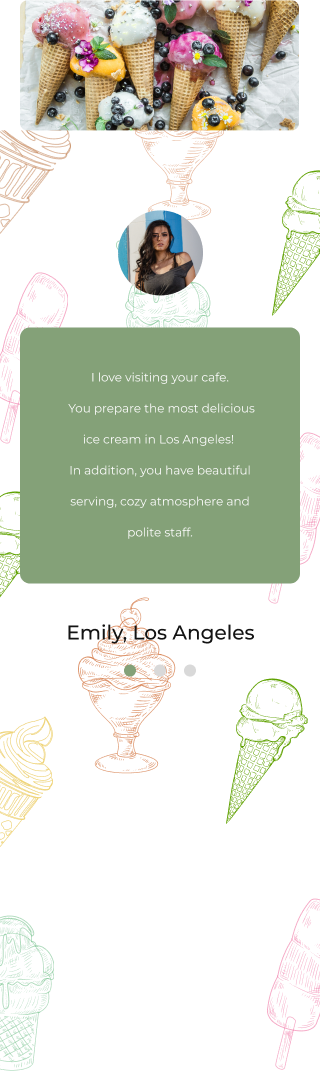 I love visiting your cafe.
You prepare the most delicious
ice cream in Los Angeles!
In addition, you have beautiful
serving, cozy atmosphere and
polite staff.
Emily, Los Angeles